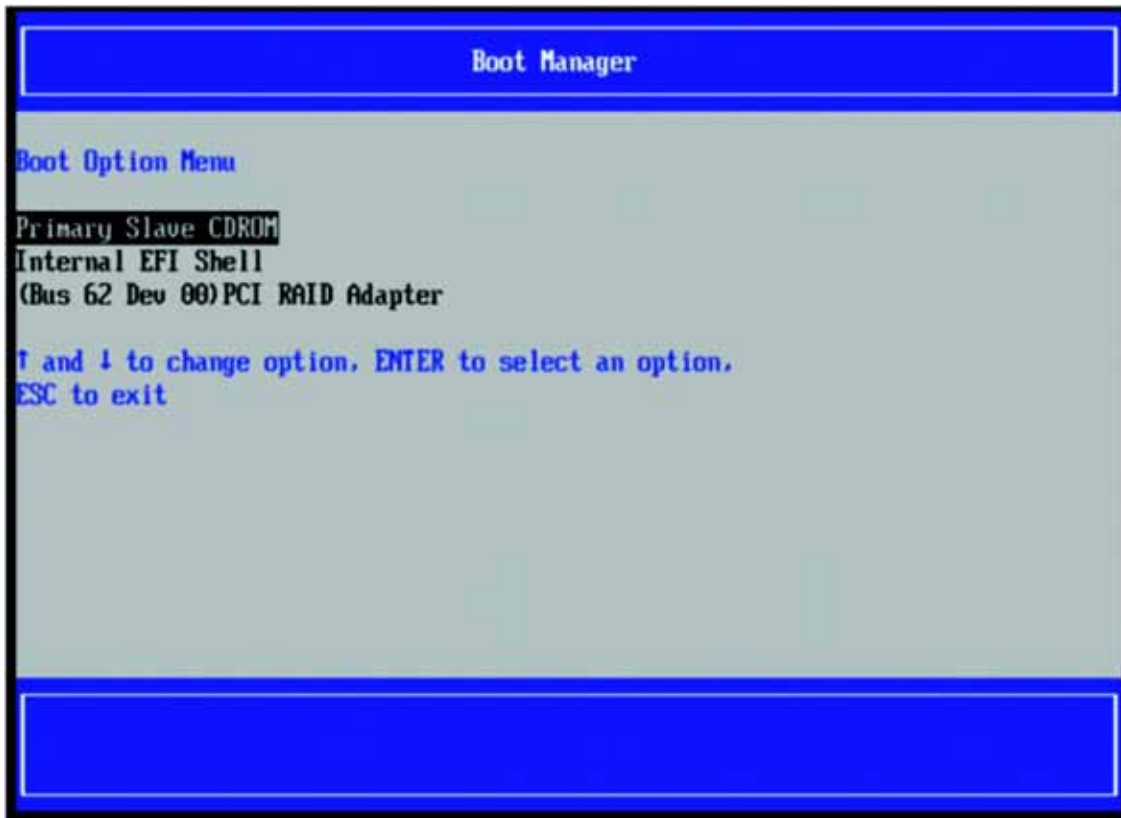 Boot Manager
Boot Option Menu
Primary Slave CDROM
Internal EFI Shell
(Bus 62 Dev 00)PCI RAID Adapter
↑ and ↓ to change option, ENTER to select an option,
ESC to exit